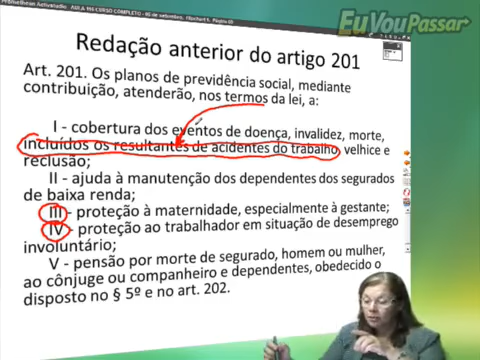 EuVouPassar
Redação anterior do artigo 201
Art. 201. Os planos de previdência social, mediante
contribuição, atenderão, nos termos da lei, a:
I - cobertura dos eventos de doença, invalidez, morte,
incluídos os resultantes de acidentes do trabalho, velhice e
reclusão;
II - ajuda à manutenção dos dependentes dos segurados
de baixa renda;
III - proteção à maternidade, especialmente à gestante;
IV - proteção ao trabalhador em situação de desemprego
involuntário;
V - pensão por morte de segurado, homem ou mulher,
ao cônjuge ou companheiro e dependentes, obedecido o
disposto no § 5º e no art. 202.